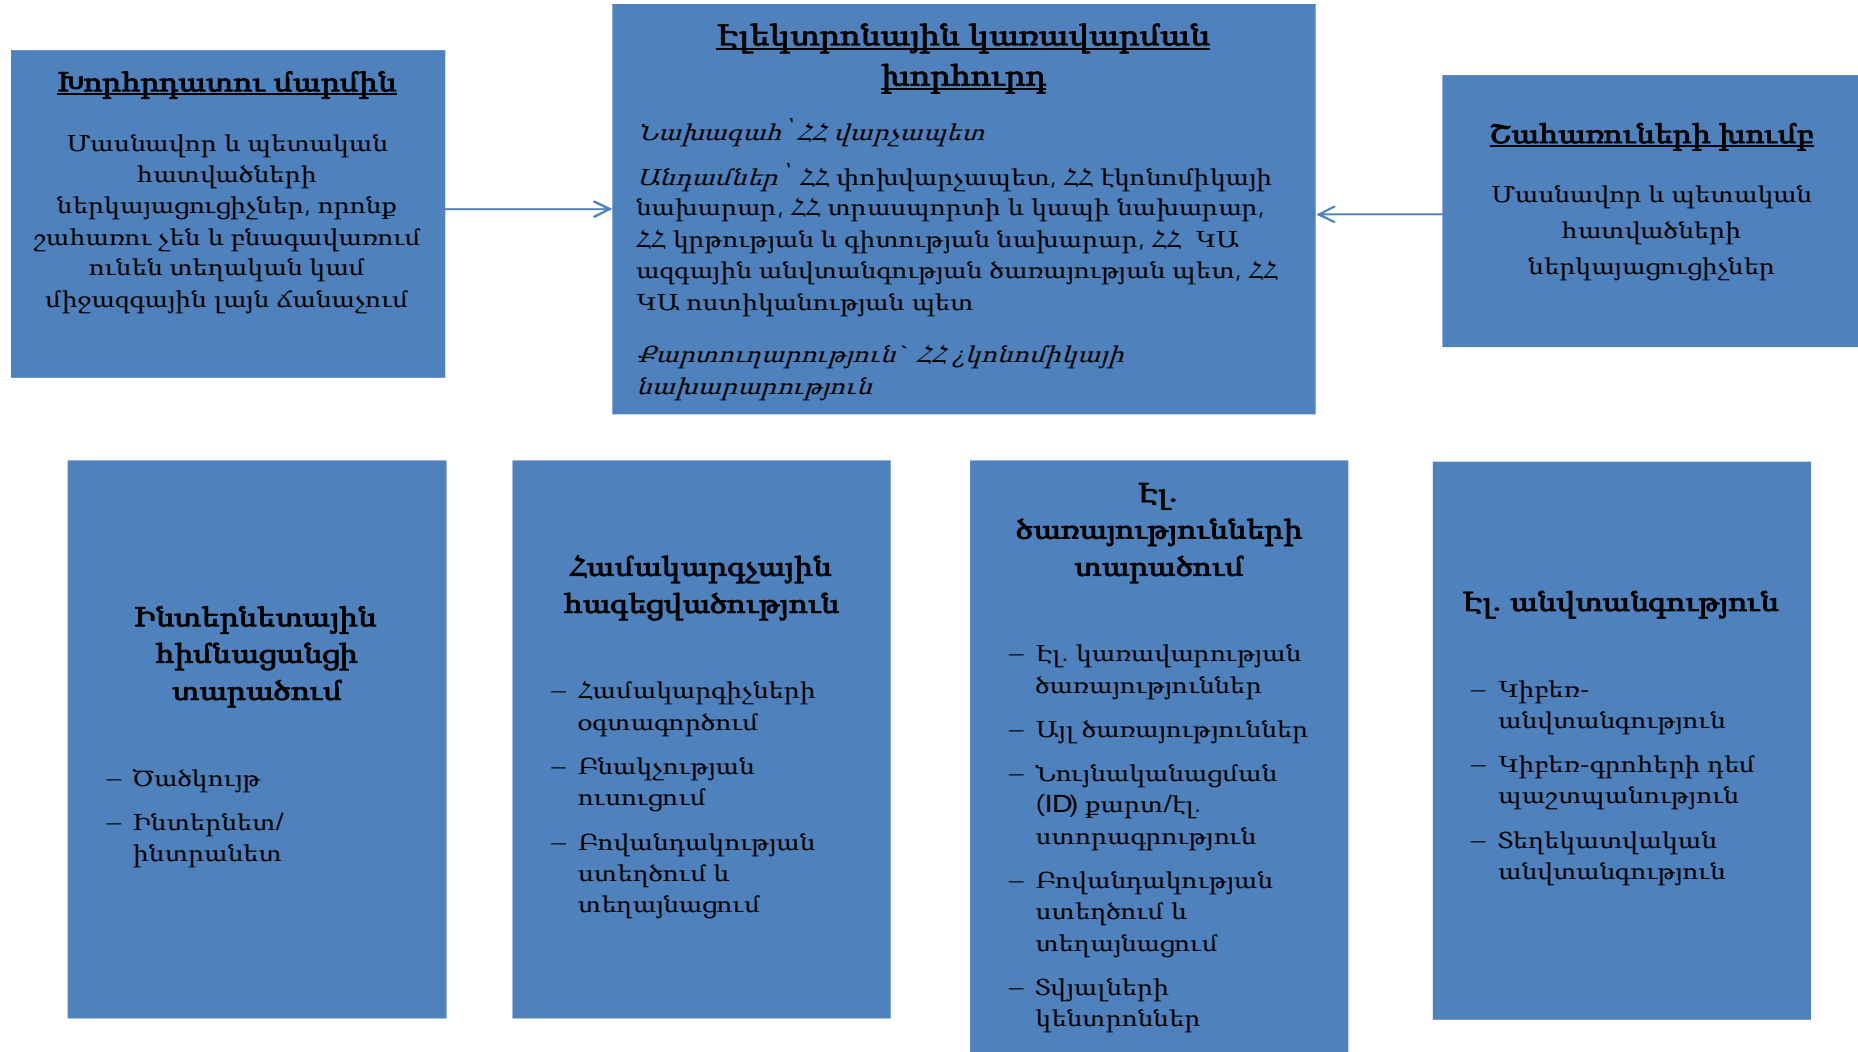 Խորհրդատու մարմին
Մասնավոր և պետական
հատվածների
ներկայացուցիչներ, որոնք
շահառու չեն և բնագավառում
ունեն տեղական կամ
միջազգային լայն ճանաչում
Էլեկտրոնային կառավարման
խորհուրդ
Նախագահ՝ ՀՀ վարչապետ
Անդամներ՝ ՀՀ փոխվարչապետ, ՀՀ էկոնոմիկայի
նախարար, ՀՀ տրասպորտի և կապի նախարար,
ՀՀ կրթության և գիտության նախարար, ՀՀ ԿԱ
ազգային անվտանգության ծառայության պետ, ՀՀ
ԿԱ ոստիկանության պետ
Քարտուղարություն` ՀՀ ¿կոնոմիկայի
նախարարություն
Շահառուների խումբ
Մասնավոր և պետական
հատվածների
ներկայացուցիչներ
Ինտերնետային
հիմնացանցի
տարածում
– Ծածկույթ
– Ինտերնետ/
ինտրանետ
Համակարգչային
հագեցվածություն
– Համակարգիչների
օգտագործում
– Բնակչության
ուսուցում
– Բովանդակության
ստեղծում և
տեղայնացում
Էլ.
ծառայությունների
տարածում
– Էլ. կառավարության
ծառայություններ
– Այլ ծառայություններ
– Նույնականացման
(ID) քարտ/Էլ.
ստորագրություն
– Բովանդակության
ստեղծում և
տեղայնացում
– Տվյալների
կենտրոններ
Էլ. անվտանգություն
– Կիբեռ-
անվտանգություն
– Կիբեռ-գրոհերի դեմ
պաշտպանություն
– Տեղեկատվական
անվտանգություն